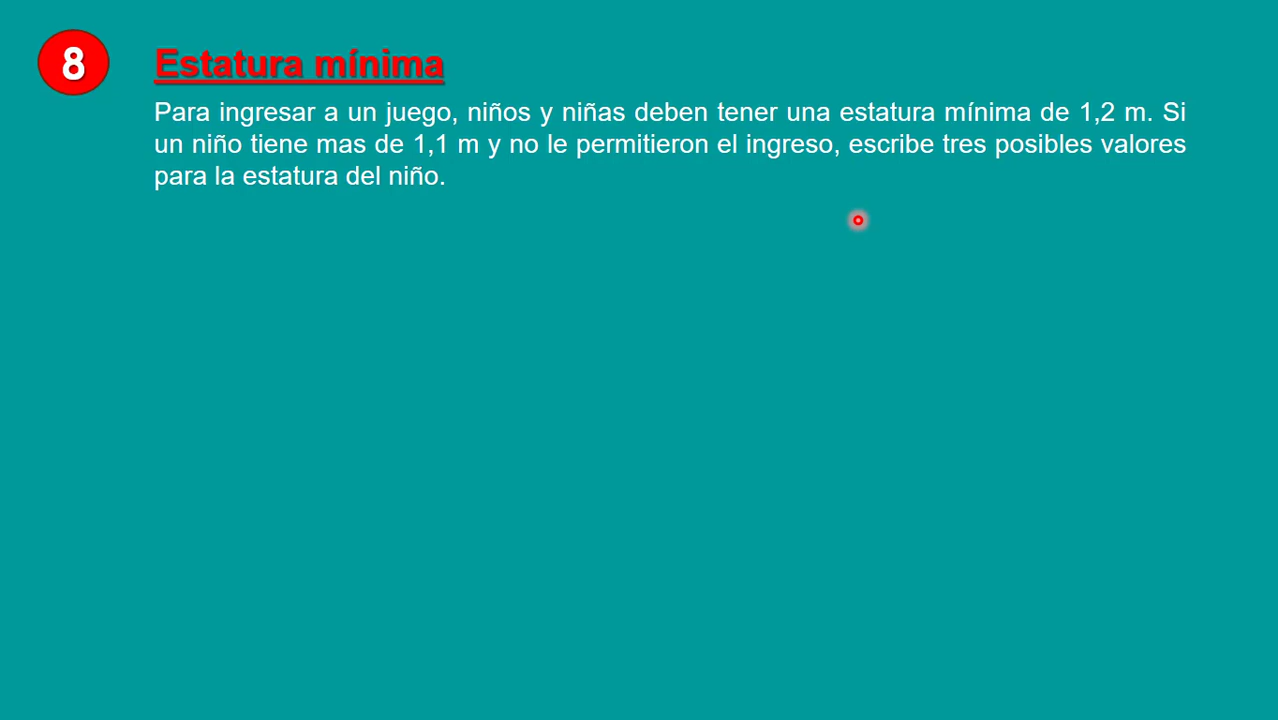 8
Estatura mínima
Para ingresar a un juego, niños y niñas deben tener una estatura mínima de 1,2 m. Si
un niño tiene mas de 1,1 m y no le permitieron el ingreso, escribe tres posibles valores
para la estatura del niño.